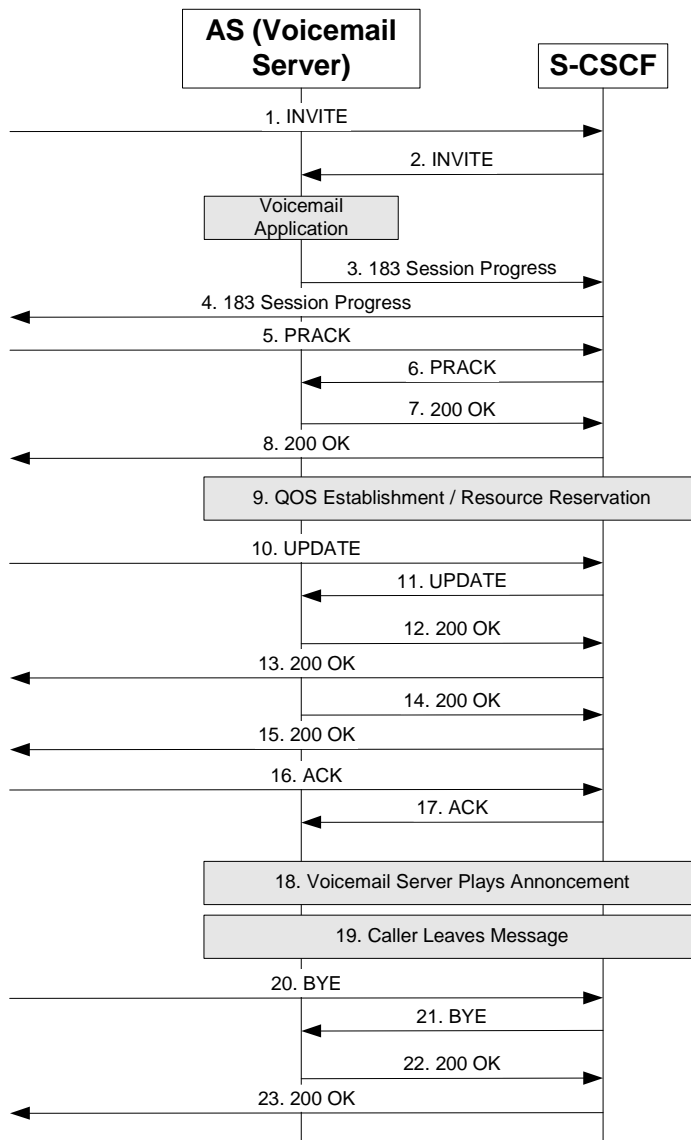 AS (Voicemail
Server)
S-CSCF
1. INVITE
2. INVITE
Voicemail
Application
3. 183 Session Progress
4. 183 Session Progress
5. PRACK
6. PRACK
7. 200 OK
8. 200 OK
9. QOS Establishment / Resource Reservation
10. UPDATE
11. UPDATE
12. 200 OK
13. 200 OK
14. 200 OK
15. 200 OK
16. ACK
17. ACK
18. Voicemail Server Plays Annoncement
19. Caller Leaves Message
20. BYE
21. BYE
22. 200 OK
23. 200 OK